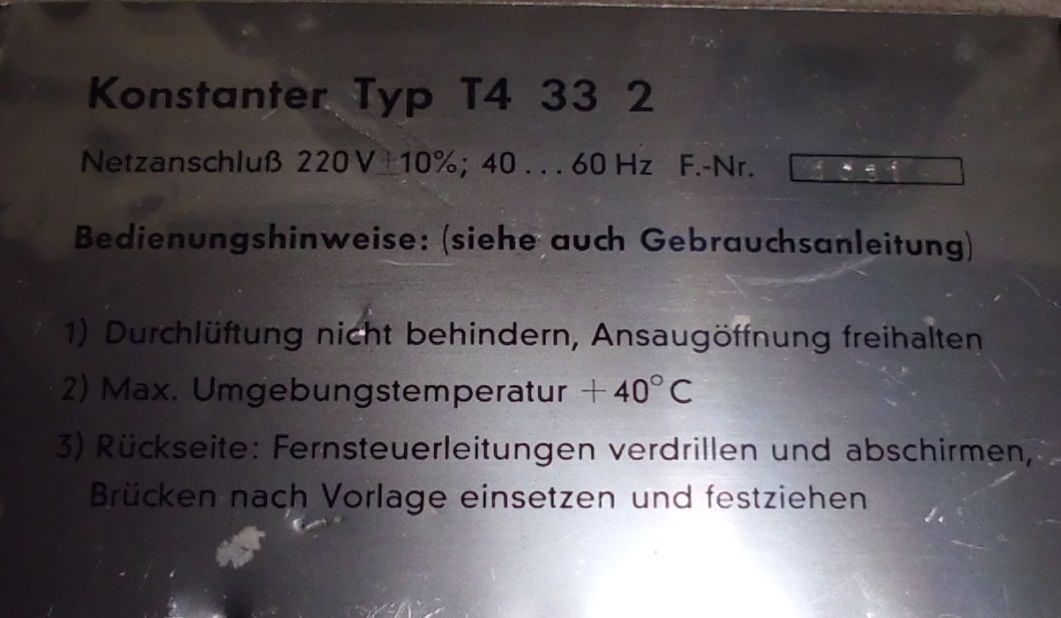 Konstanter Typ T4 33 2
Netzanschluß 220 V ±10%; 40 ... 60 Hz F.-Nr.
Bedienungshinweise: (siehe auch Gebrauchsanleitung)
1) Durchlüftung nicht behindern, Ansaugöffnung freihalten
2) Max. Umgebungstemperatur +40°C
3) Rückseite: Fernsteuerleitungen verdrillen und abschirmen,
Brücken nach Vorlage einsetzen und festziehen